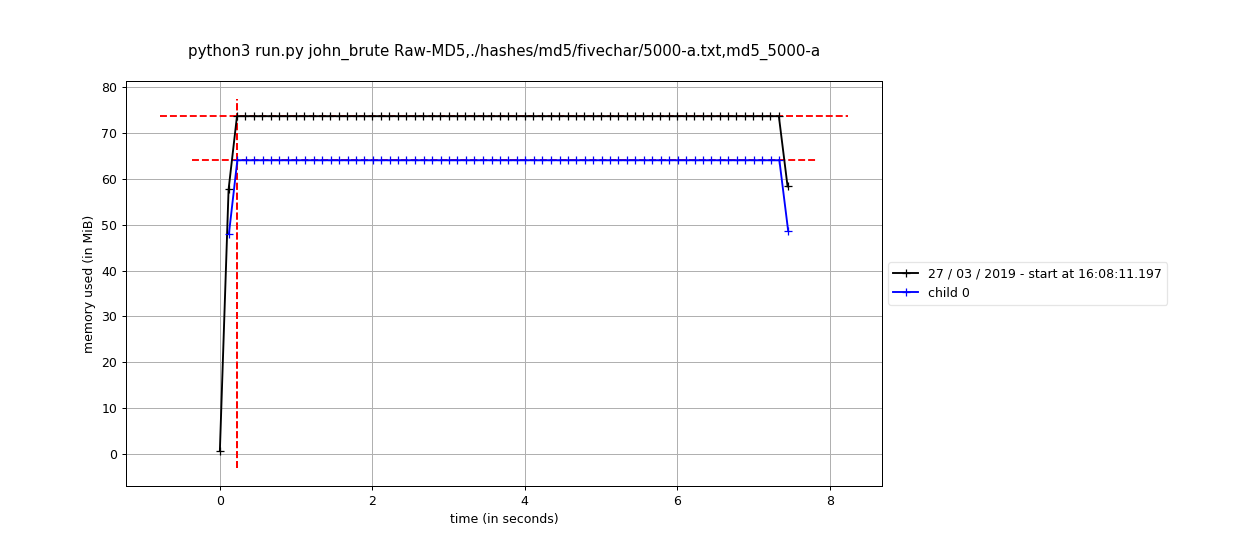 python3 run.py john_brute Raw-MD5,./hashes/md5/fivechar/5000-a.txt,md5_5000-a
80
70
60
50
40
30
20
10
0
memory used (in MiB)
0 2 4 6 8
time (in seconds)
27 / 03 / 2019 - start at 16:08:11.197
child 0